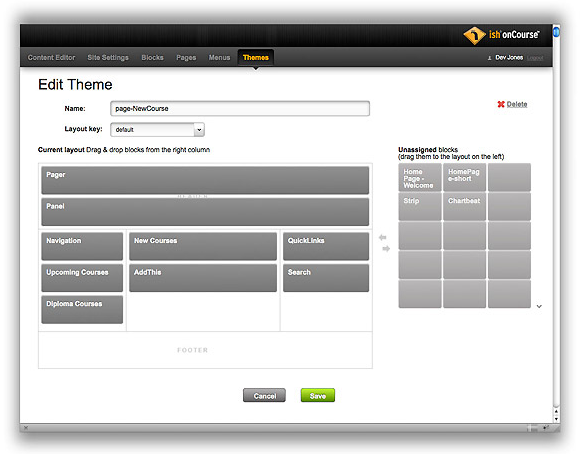 ish onCourse
Content Editor Site Settings Blocks Pages Menus Themes
Dev Jones Logout
Edit Theme
Name: page-NewCourse
Delete
Layout key: default
Current layout Drag & drop blocks from the right column
Unassigned blocks
(drag them to the layout on the left)
Pager
HEADER
Panel
Navigation New Courses QuickLinks
Upcoming Courses AddThis Search
Diploma Courses
FOOTER
Home
Page -
Welcome
HomePag
e-short
Strip Chartbeat
Cancel Save